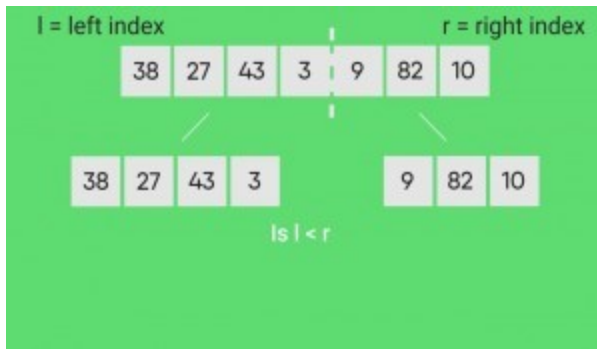 l = left index r = right index
38 27 43 3 9 82 10
38 27 43 3 9 82 10
Is l < r